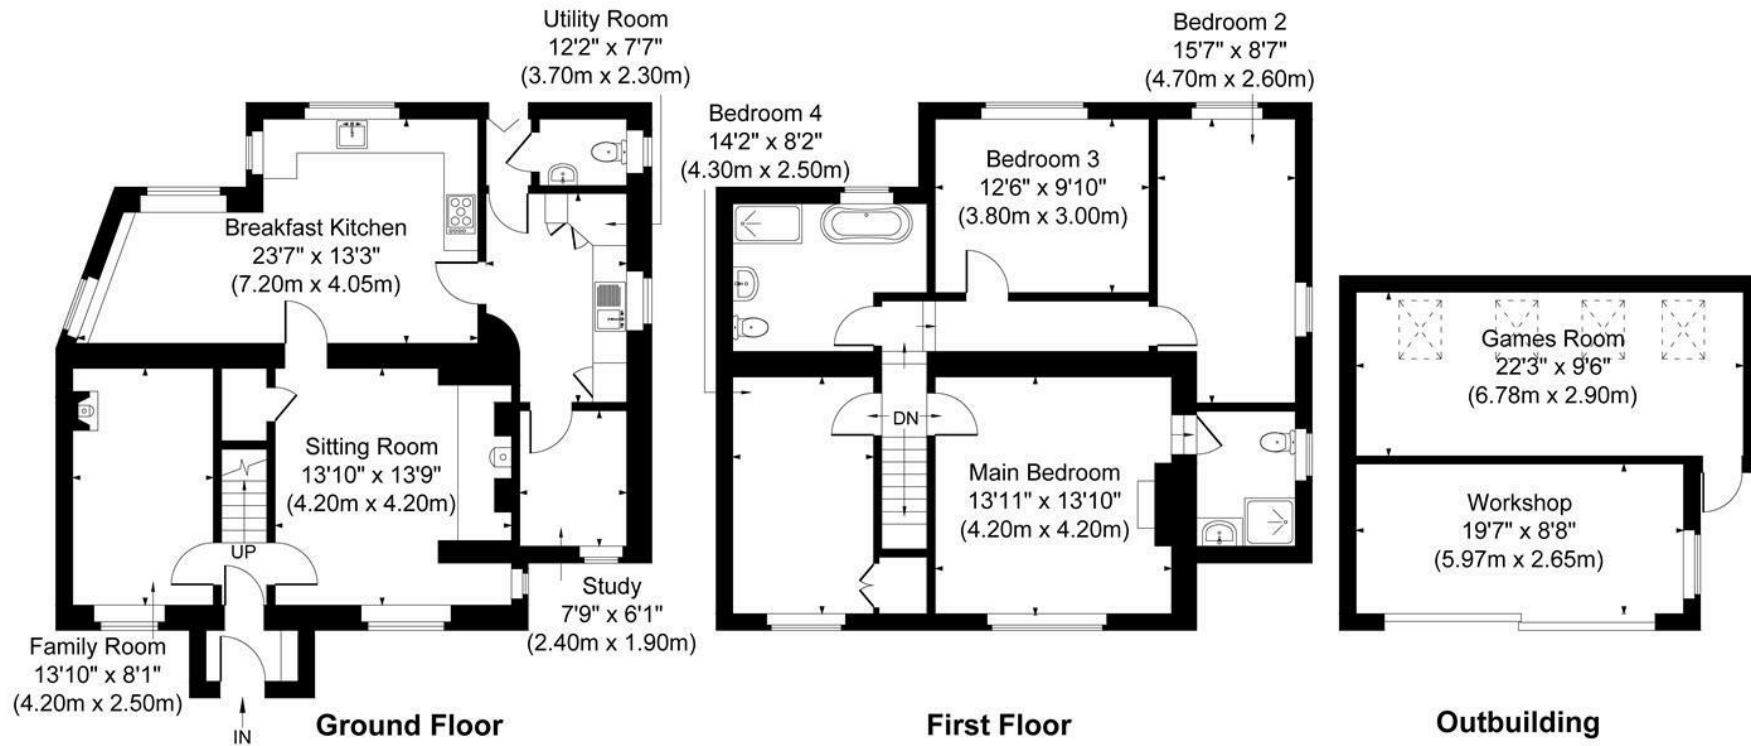 Utility Room
12'2" x 7'7"
(3.70m x 2.30m)
Breakfast Kitchen
23'7" x 13'3"
(7.20m x 4.05m)
Sitting Room
13'10" x 13'9"
(4.20m x 4.20m)
UP
Study
7'9" x 6'1"
(2.40m x 1.90m)
Family Room
13'10" x 8'1"
(4.20m x 2.50m)
IN
Ground Floor
Bedroom 4
14'2" x 8'2"
(4.30m x 2.50m)
Bedroom 2
15'7" x 8'7"
(4.70m x 2.60m)
Bedroom 3
12'6" x 9'10"
(3.80m x 3.00m)
DN
Main Bedroom
13'11" x 13'10"
(4.20m x 4.20m)
First Floor
Games Room
22'3" x 9'6"
(6.78m x 2.90m)
Workshop
19'7" x 8'8"
(5.97m x 2.65m)
Outbuilding